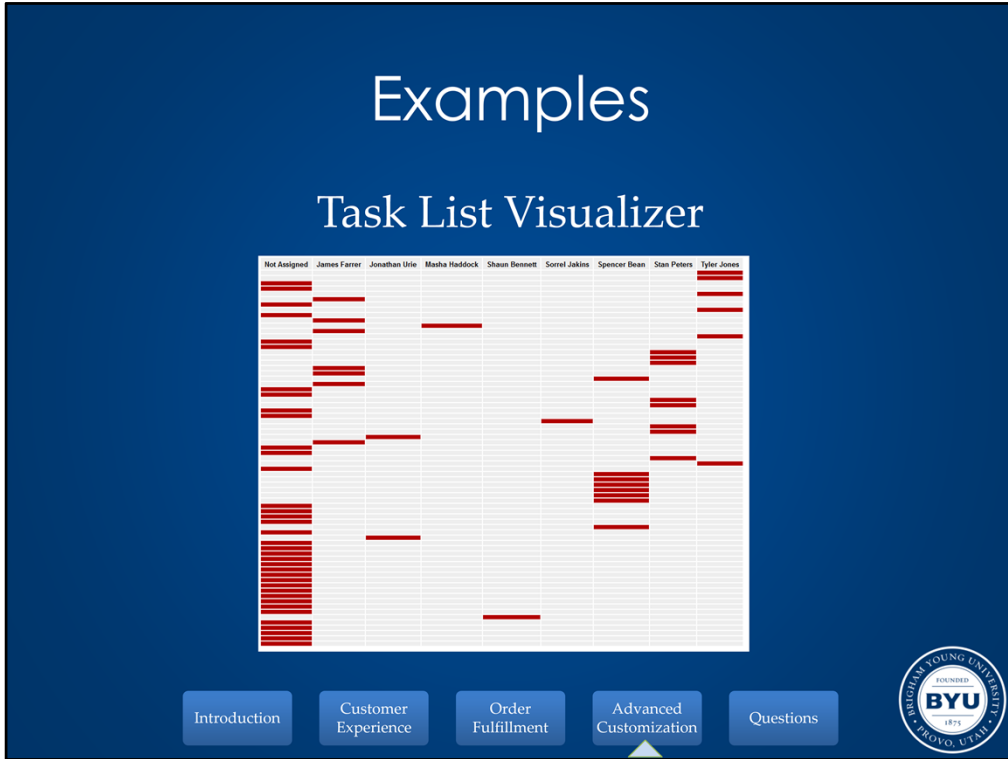 Examples
Task List Visualizer
Not Assigned James Farrer Jonathan Urie Masha Haddock Shaun Bennett Sorrel Jakins Spencer Bean Stan Peters Tyler Jones
Introduction
Customer
Experience
Order
Fulfillment
Advanced
Customization
Questions
BRIGHAM YOUNG UNIVERSITY
FOUNDED
BYU
1875
PROVO, UTAH